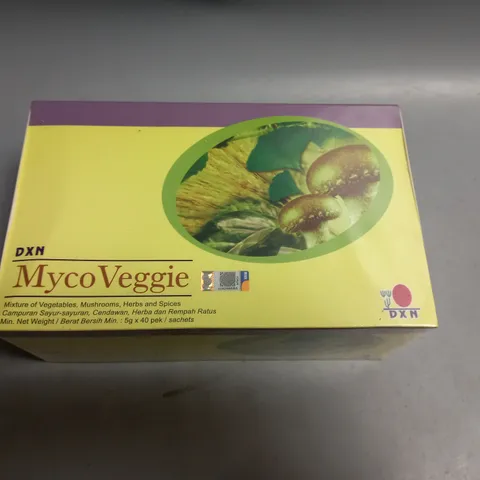 DXN
MycoVeggie
Mixture of Vegetables, Mushrooms, Herbs and Spices
Campuran Sayur-sayuran, Cendawan, Herba dan Rempah Ratus
Min. Net Weight / Berat Bersih Min. : 5g x 40 pek / sachets
DXN